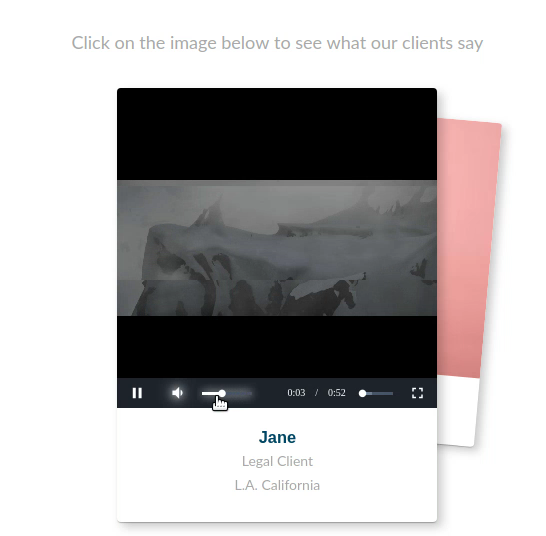 Click on the image below to see what our clients say
0:03 / 0:52
Jane
Legal Client
L.A. California